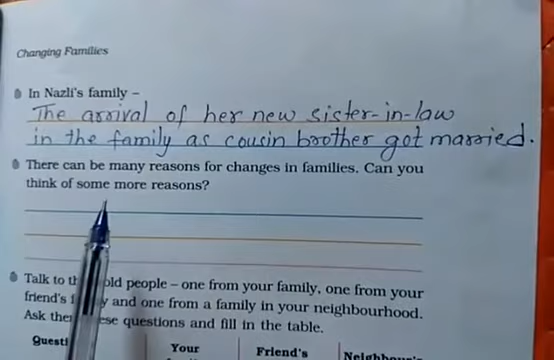 Changing Families
In Nazli's family –
The arrival of her new sister-in-law
in the family as cousin brother got married.
There can be many reasons for changes in families. Can you
think of some more reasons?
Talk to old people – one from your family, one from your
friend's and one from a family in your neighbourhood.
Ask questions and fill in the table.
Your Friend's Neighbour's